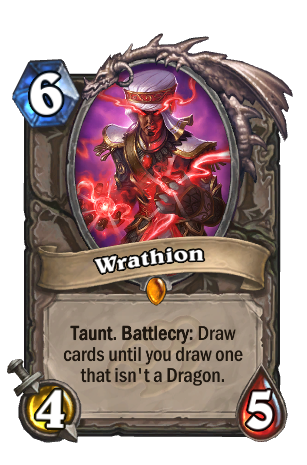 6
Wrathion
Taunt. Battlecry: Draw
cards until you draw one
that isn't a Dragon.
4
5